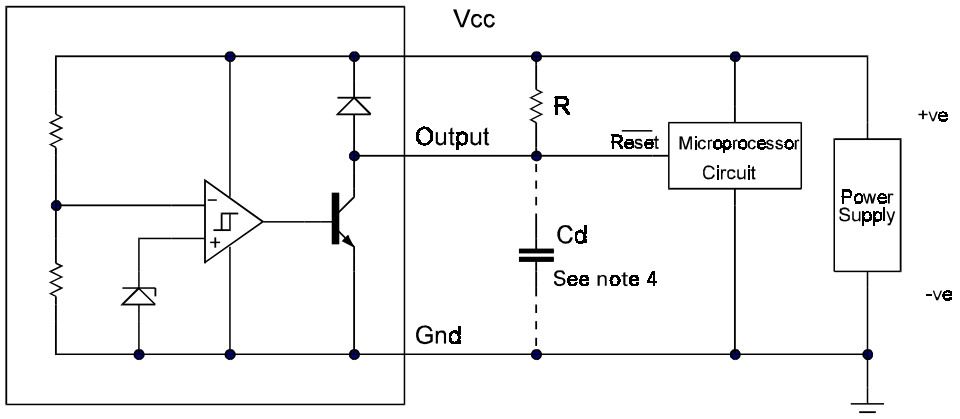 Vcc
+ve
R
Output
Reset
Microprocessor
Circuit
Power
Supply
−
+
Cd
See note 4
-ve
Gnd